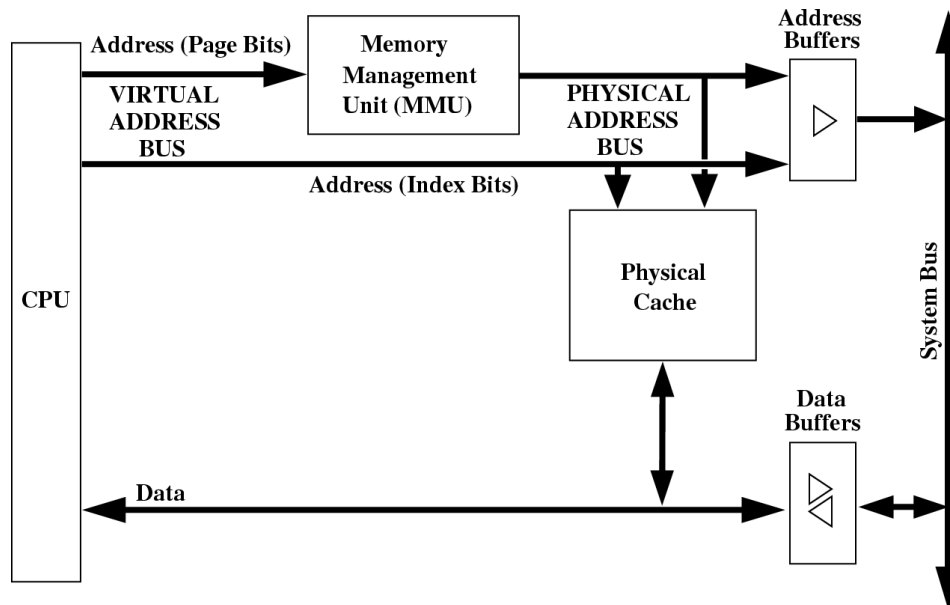 Address (Page Bits)
VIRTUAL
ADDRESS
BUS
Memory
Management
Unit (MMU)
PHYSICAL
ADDRESS
BUS
Address
Buffers
Address (Index Bits)
CPU
Physical
Cache
System Bus
Data
Buffers
Data